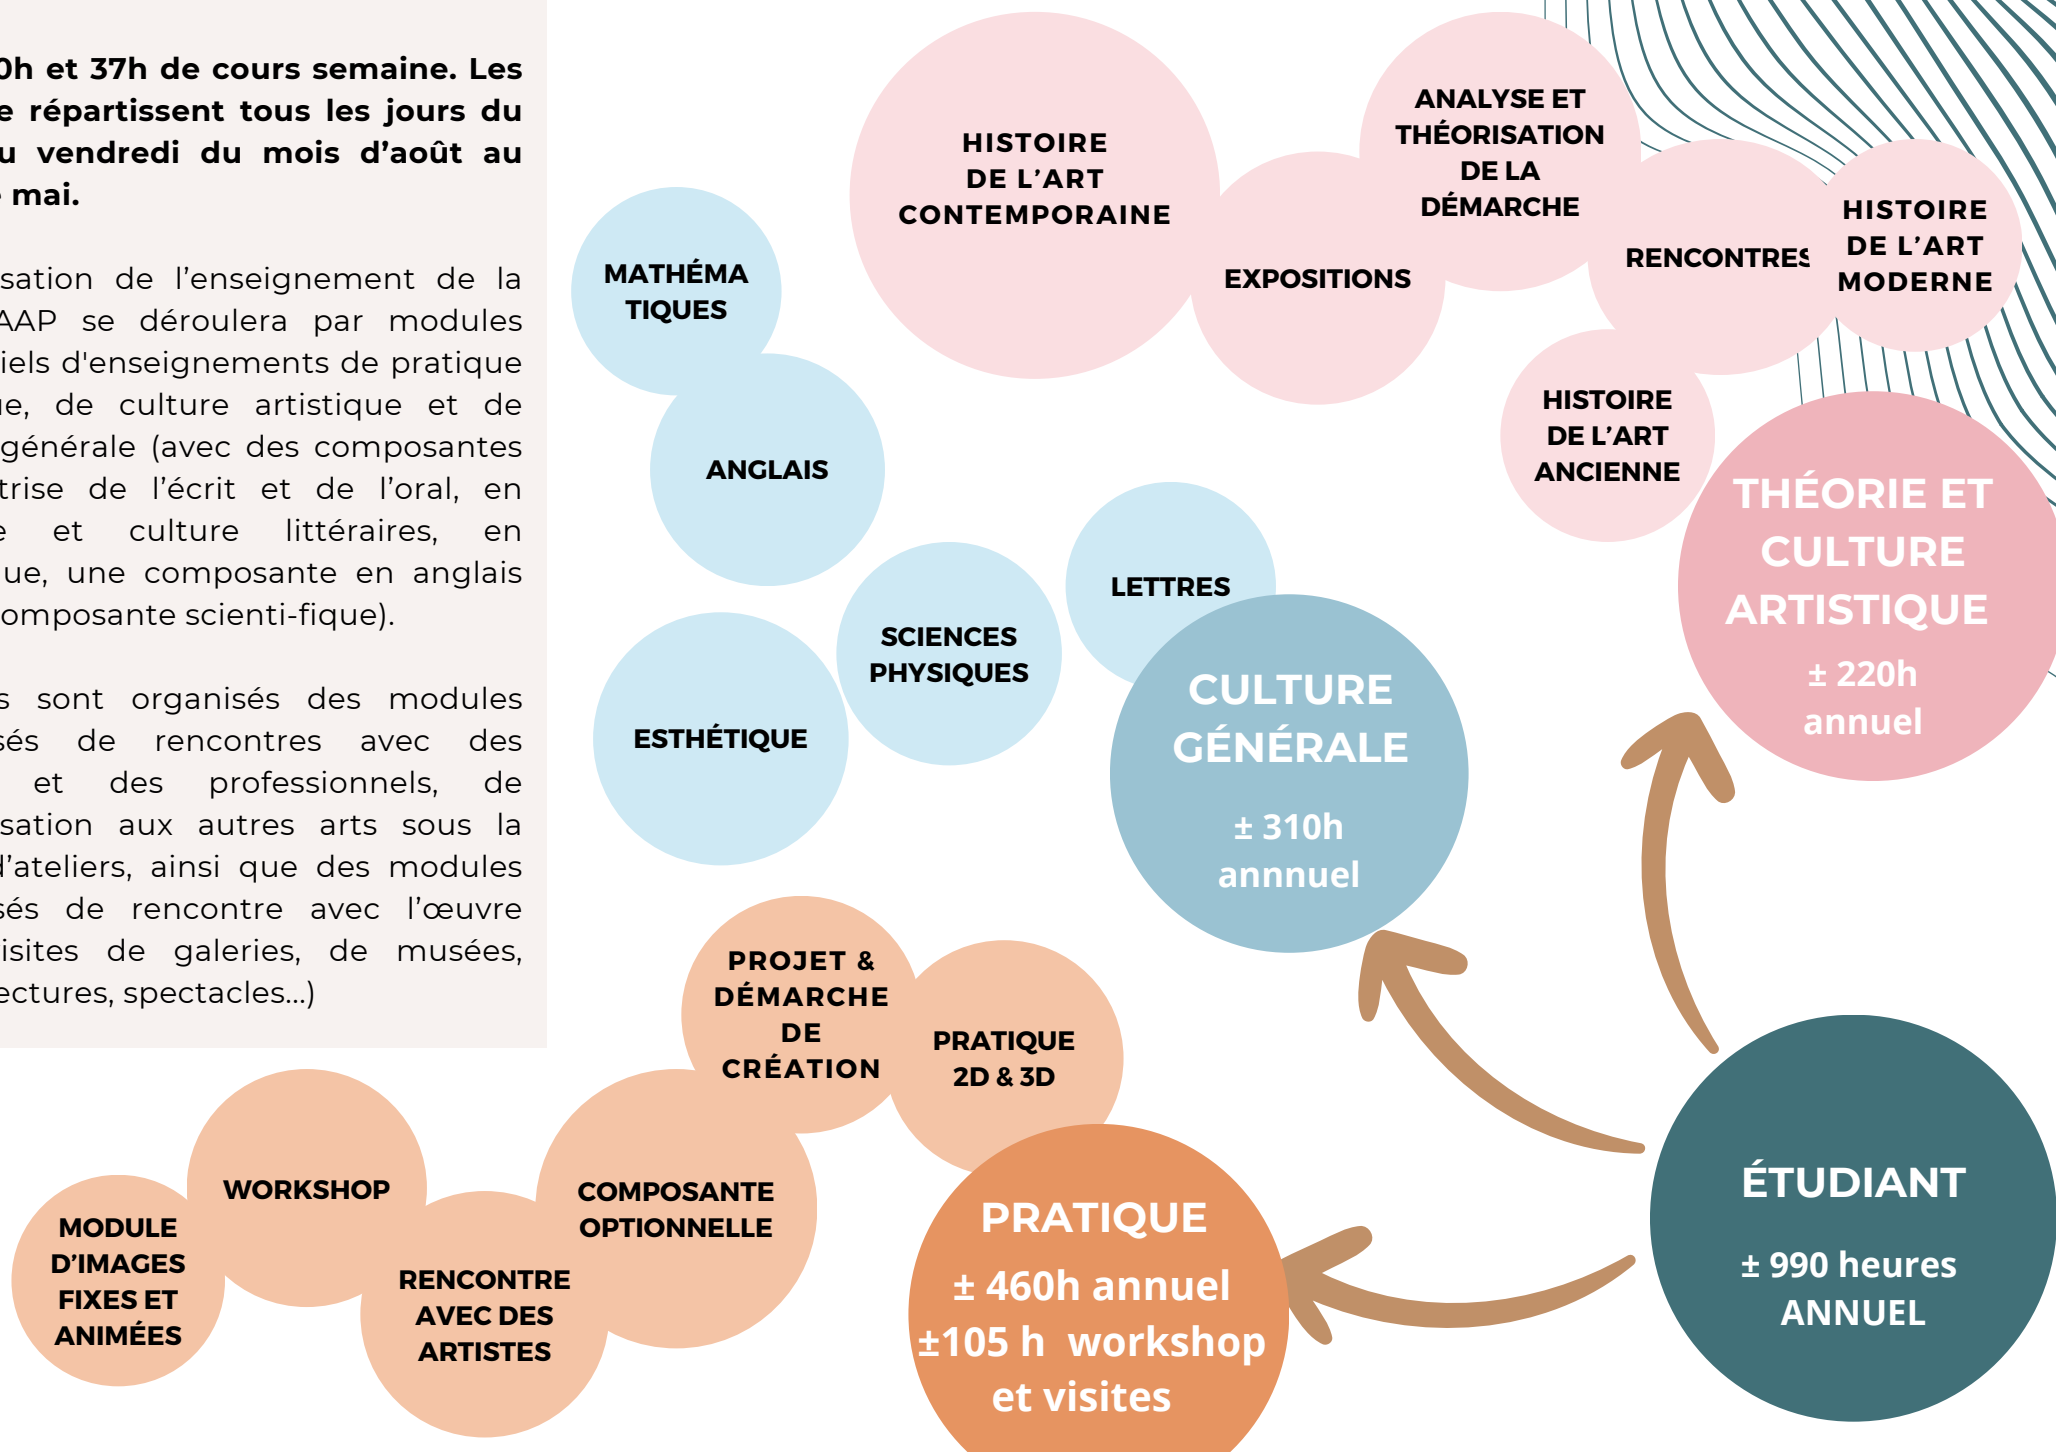 0h et 37h de cours semaine. Les
e répartissent tous les jours du
u vendredi du mois d’août au
mai.
sation de l’enseignement de la
AAP se déroulera par modules
iels d'enseignements de pratique
ue, de culture artistique et de
générale (avec des composantes
trise de l’écrit et de l’oral, en
e et culture littéraires, en
que, une composante en anglais
omposante scienti-fique).
s sont organisés des modules
sés de rencontres avec des
et des professionnels, de
sation aux autres arts sous la
d’ateliers, ainsi que des modules
sés de rencontre avec l’œuvre
isites de galeries, de musées,
ectures, spectacles...)
HISTOIRE
DE L’ART
CONTEMPORAINE
EXPOSITIONS
ANALYSE ET
THÉORISATION
DE LA
DÉMARCHE
RENCONTRES
HISTOIRE
DE L’ART
MODERNE
HISTOIRE
DE L’ART
ANCIENNE
THÉORIE ET
CULTURE
ARTISTIQUE
± 220h
annuel
MATHÉMA
TIQUES
ANGLAIS
LETTRES
SCIENCES
PHYSIQUES
ESTHÉTIQUE
CULTURE
GÉNÉRALE
± 310h
annnuel
PROJET &
DÉMARCHE
DE
CRÉATION
PRATIQUE
2D & 3D
WORKSHOP
COMPOSANTE
OPTIONNELLE
MODULE
D’IMAGES
FIXES ET
ANIMÉES
RENCONTRE
AVEC DES
ARTISTES
PRATIQUE
± 460h annuel
±105 h workshop
et visites
ÉTUDIANT
± 990 heures
ANNUEL